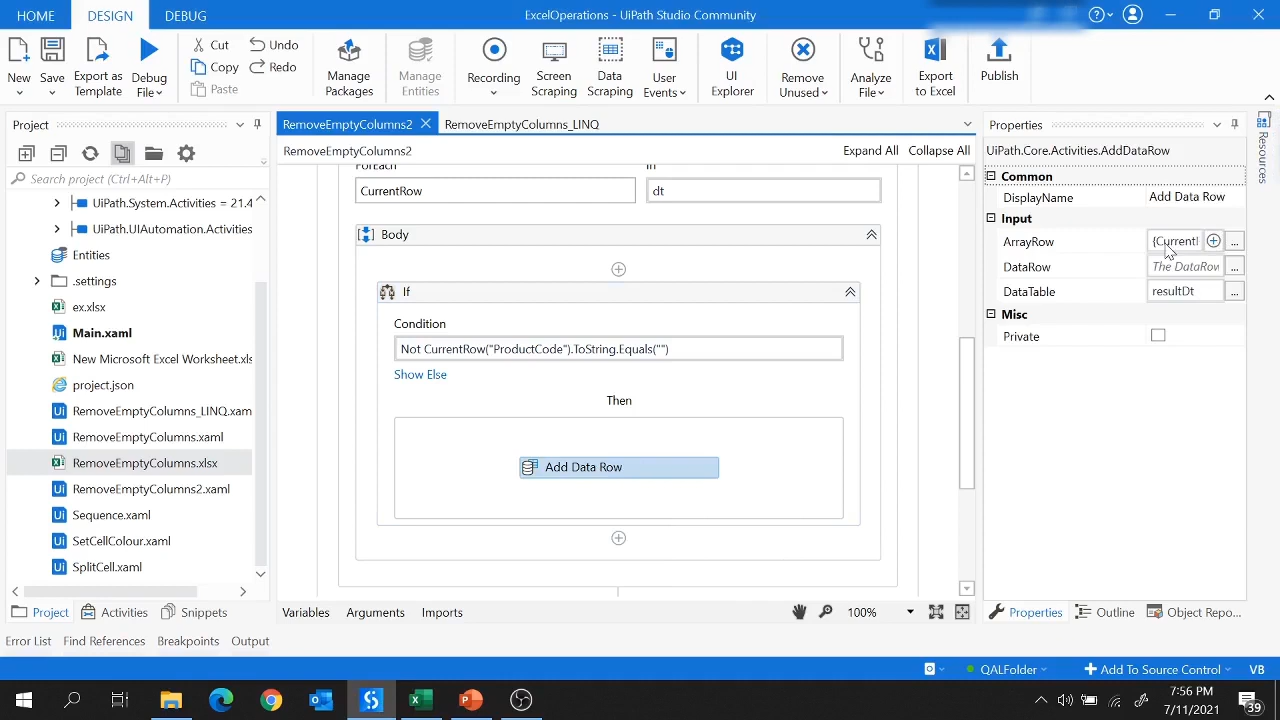 HOME
DESIGN
DEBUG
ExcelOperations - UiPath Studio Community
New
Save
Export as Template
Debug File
Cut
Copy
Paste
Undo
Redo
Manage Packages
Manage Entities
Recording
Screen Scraping
Data Scraping
User Events
UI Explorer
Remove Unused
Analyze File
Export to Excel
Publish
Project
Search project (Ctrl+Alt+P)
UiPath.System.Activities = 21.4
UiPath.UIAutomation.Activities
Entities
.settings
ex.xlsx
Main.xaml
New Microsoft Excel Worksheet.xls
project.json
RemoveEmptyColumns_LINQ.xam
RemoveEmptyColumns.xaml
RemoveEmptyColumns.xlsx
RemoveEmptyColumns2.xaml
Sequence.xaml
SetCellColour.xaml
SplitCell.xaml
Project
Activities
Snippets
RemoveEmptyColumns2
RemoveEmptyColumns_LINQ
RemoveEmptyColumns2
Expand All
Collapse All
ForEach
In
CurrentRow
dt
Body
If
Condition
Not CurrentRow("ProductCode").ToString.Equals("")
Show Else
Then
Add Data Row
Variables
Arguments
Imports
100%
Properties
UiPath.Core.Activities.AddDataRow
Common
DisplayName
Add Data Row
Input
ArrayRow
{Current
...
DataRow
The DataRow
...
DataTable
resultDt
...
Misc
Private
Properties
Outline
Object Repo...
Resources
Error List
Find References
Breakpoints
Output
QALFolder
Add To Source Control
VB
7:56 PM
7/11/2021
39